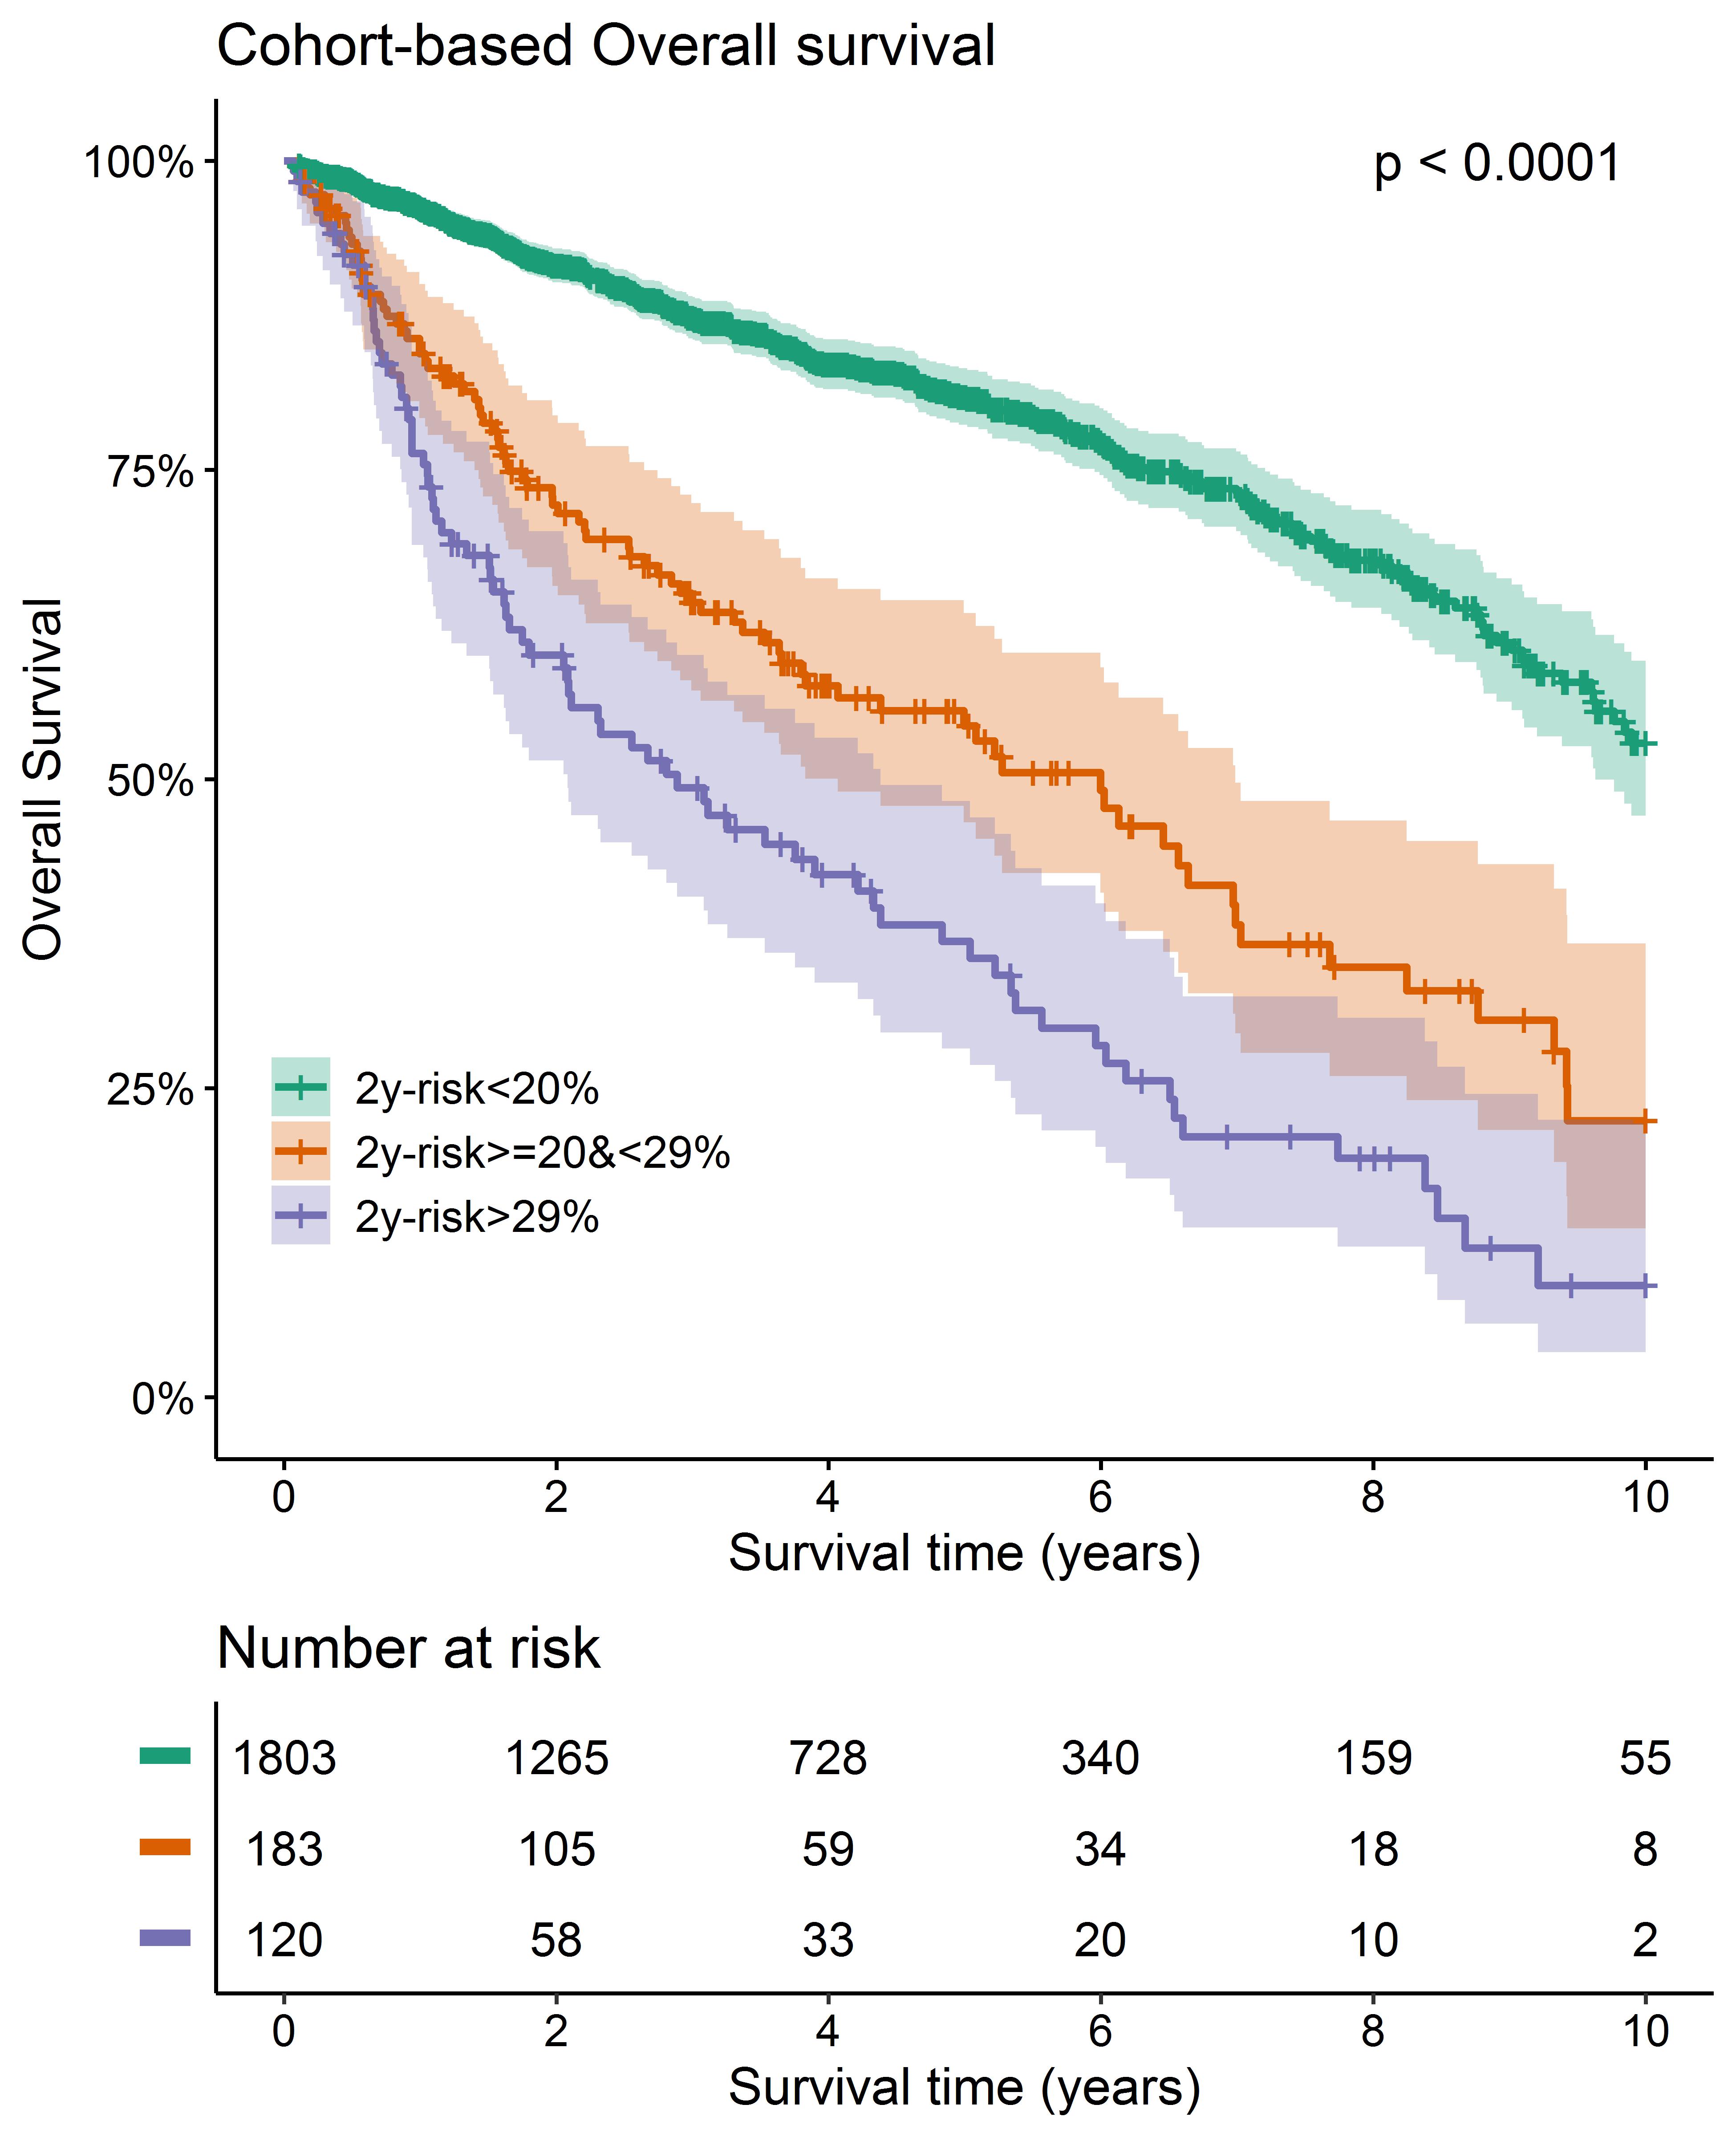 Cohort-based Overall survival
p < 0.0001
100%
75%
50%
25%
0%
Overall Survival
2y-risk<20%
2y-risk>=20&<29%
2y-risk>29%
0 2 4 6 8 10
Survival time (years)
Number at risk
1803 1265 728 340 159 55
183 105 59 34 18 8
120 58 33 20 10 2
0 2 4 6 8 10
Survival time (years)